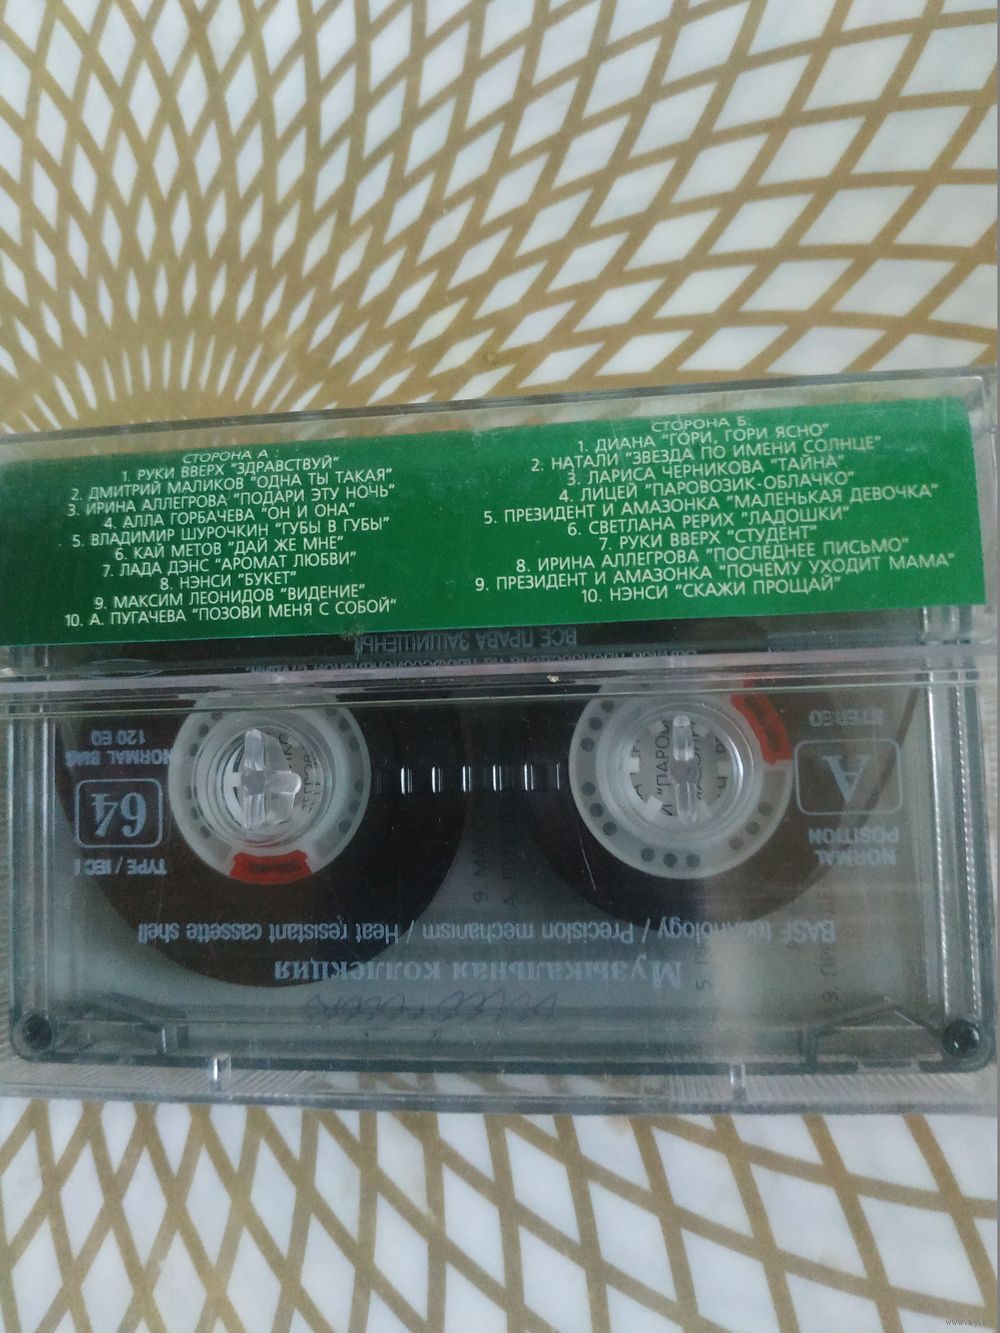 СТОРОНА А :
1. РУКИ ВВЕРХ "ЗДРАВСТВУЙ"
2. ДМИТРИЙ МАЛИКОВ "ОДНА ТЫ ТАКАЯ"
3. ИРИНА АЛЛЕГРОВА "ПОДАРИ ЭТУ НОЧЬ"
4. АЛЛА ГОРБАЧЕВА "ОН И ОНА"
5. ВЛАДИМИР ШУРОЧКИН "ГУБЫ В ГУБЫ"
6. КАЙ МЕТОВ "ДАЙ ЖЕ МНЕ"
7. ЛАДА ДЭНС "АРОМАТ ЛЮБВИ"
8. НЭНСИ "БУКЕТ"
9. МАКСИМ ЛЕОНИДОВ "ВИДЕНИЕ"
10. А. ПУГАЧЕВА "ПОЗОВИ МЕНЯ С СОБОЙ"
СТОРОНА Б:
1. ДИАНА "ГОРИ, ГОРИ ЯСНО"
2. НАТАЛИ "ЗВЕЗДА ПО ИМЕНИ СОЛНЦЕ"
3. ЛАРИСА ЧЕРНИКОВА "ТАЙНА"
4. ЛИЦЕЙ "ПАРОВОЗИК-ОБЛАЧКО"
5. ПРЕЗИДЕНТ И АМАЗОНКА "МАЛЕНЬКАЯ ДЕВОЧКА"
6. СВЕТЛАНА РЕРИХ "ЛАДОШКИ"
7. РУКИ ВВЕРХ "СТУДЕНТ"
8. ИРИНА АЛЛЕГРОВА "ПОСЛЕДНЕЕ ПИСЬМО"
9. ПРЕЗИДЕНТ И АМАЗОНКА "ПОЧЕМУ УХОДИТ МАМА"
10. НЭНСИ "СКАЖИ ПРОЩАЙ"
ВСЕ ПРАВА ЗАЩИЩЕНЫ
STEREO
A
NORMAL
POSITION
NORMAL BIAS
120 EQ
64
TYPE / IEC I
BASF technology / Precision mechanism / Heat resistant cassette shell
Музыкальная коллекция
www.ay.by